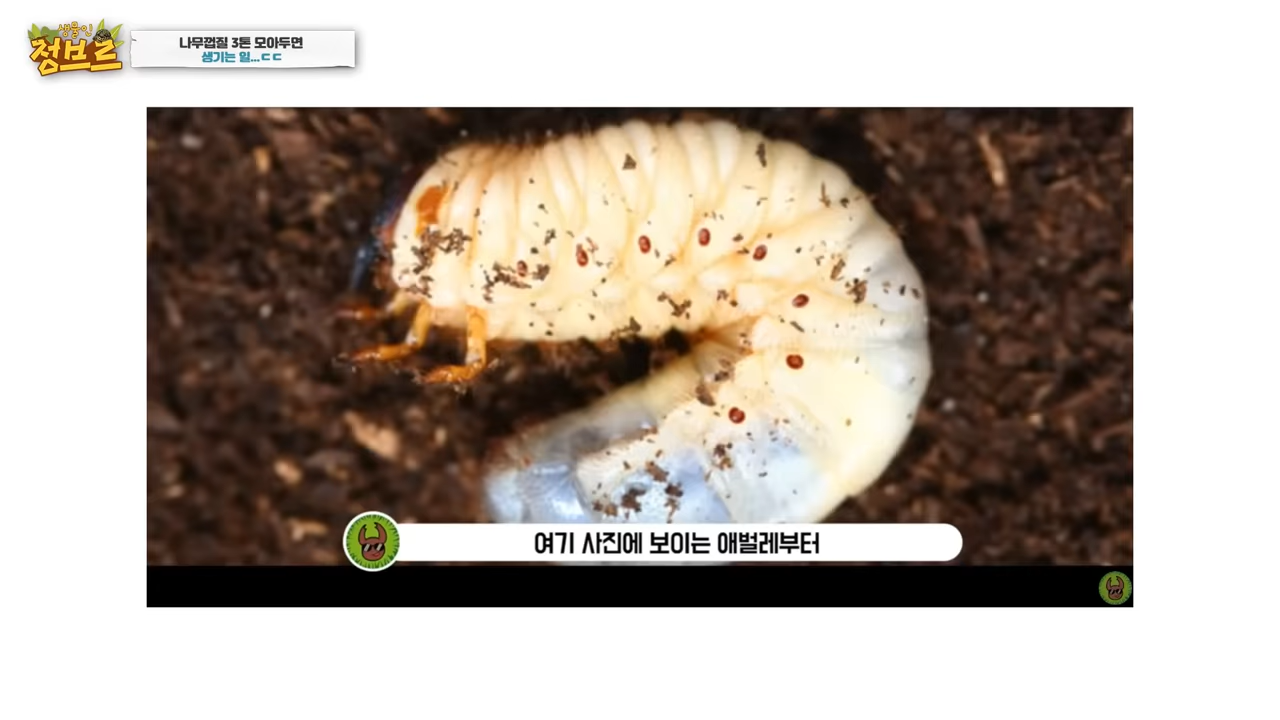 생물인
정브르
나무껍질 3톤 모아두면
생기는 일...ㄷㄷ
여기 사진에 보이는 애벌레부터